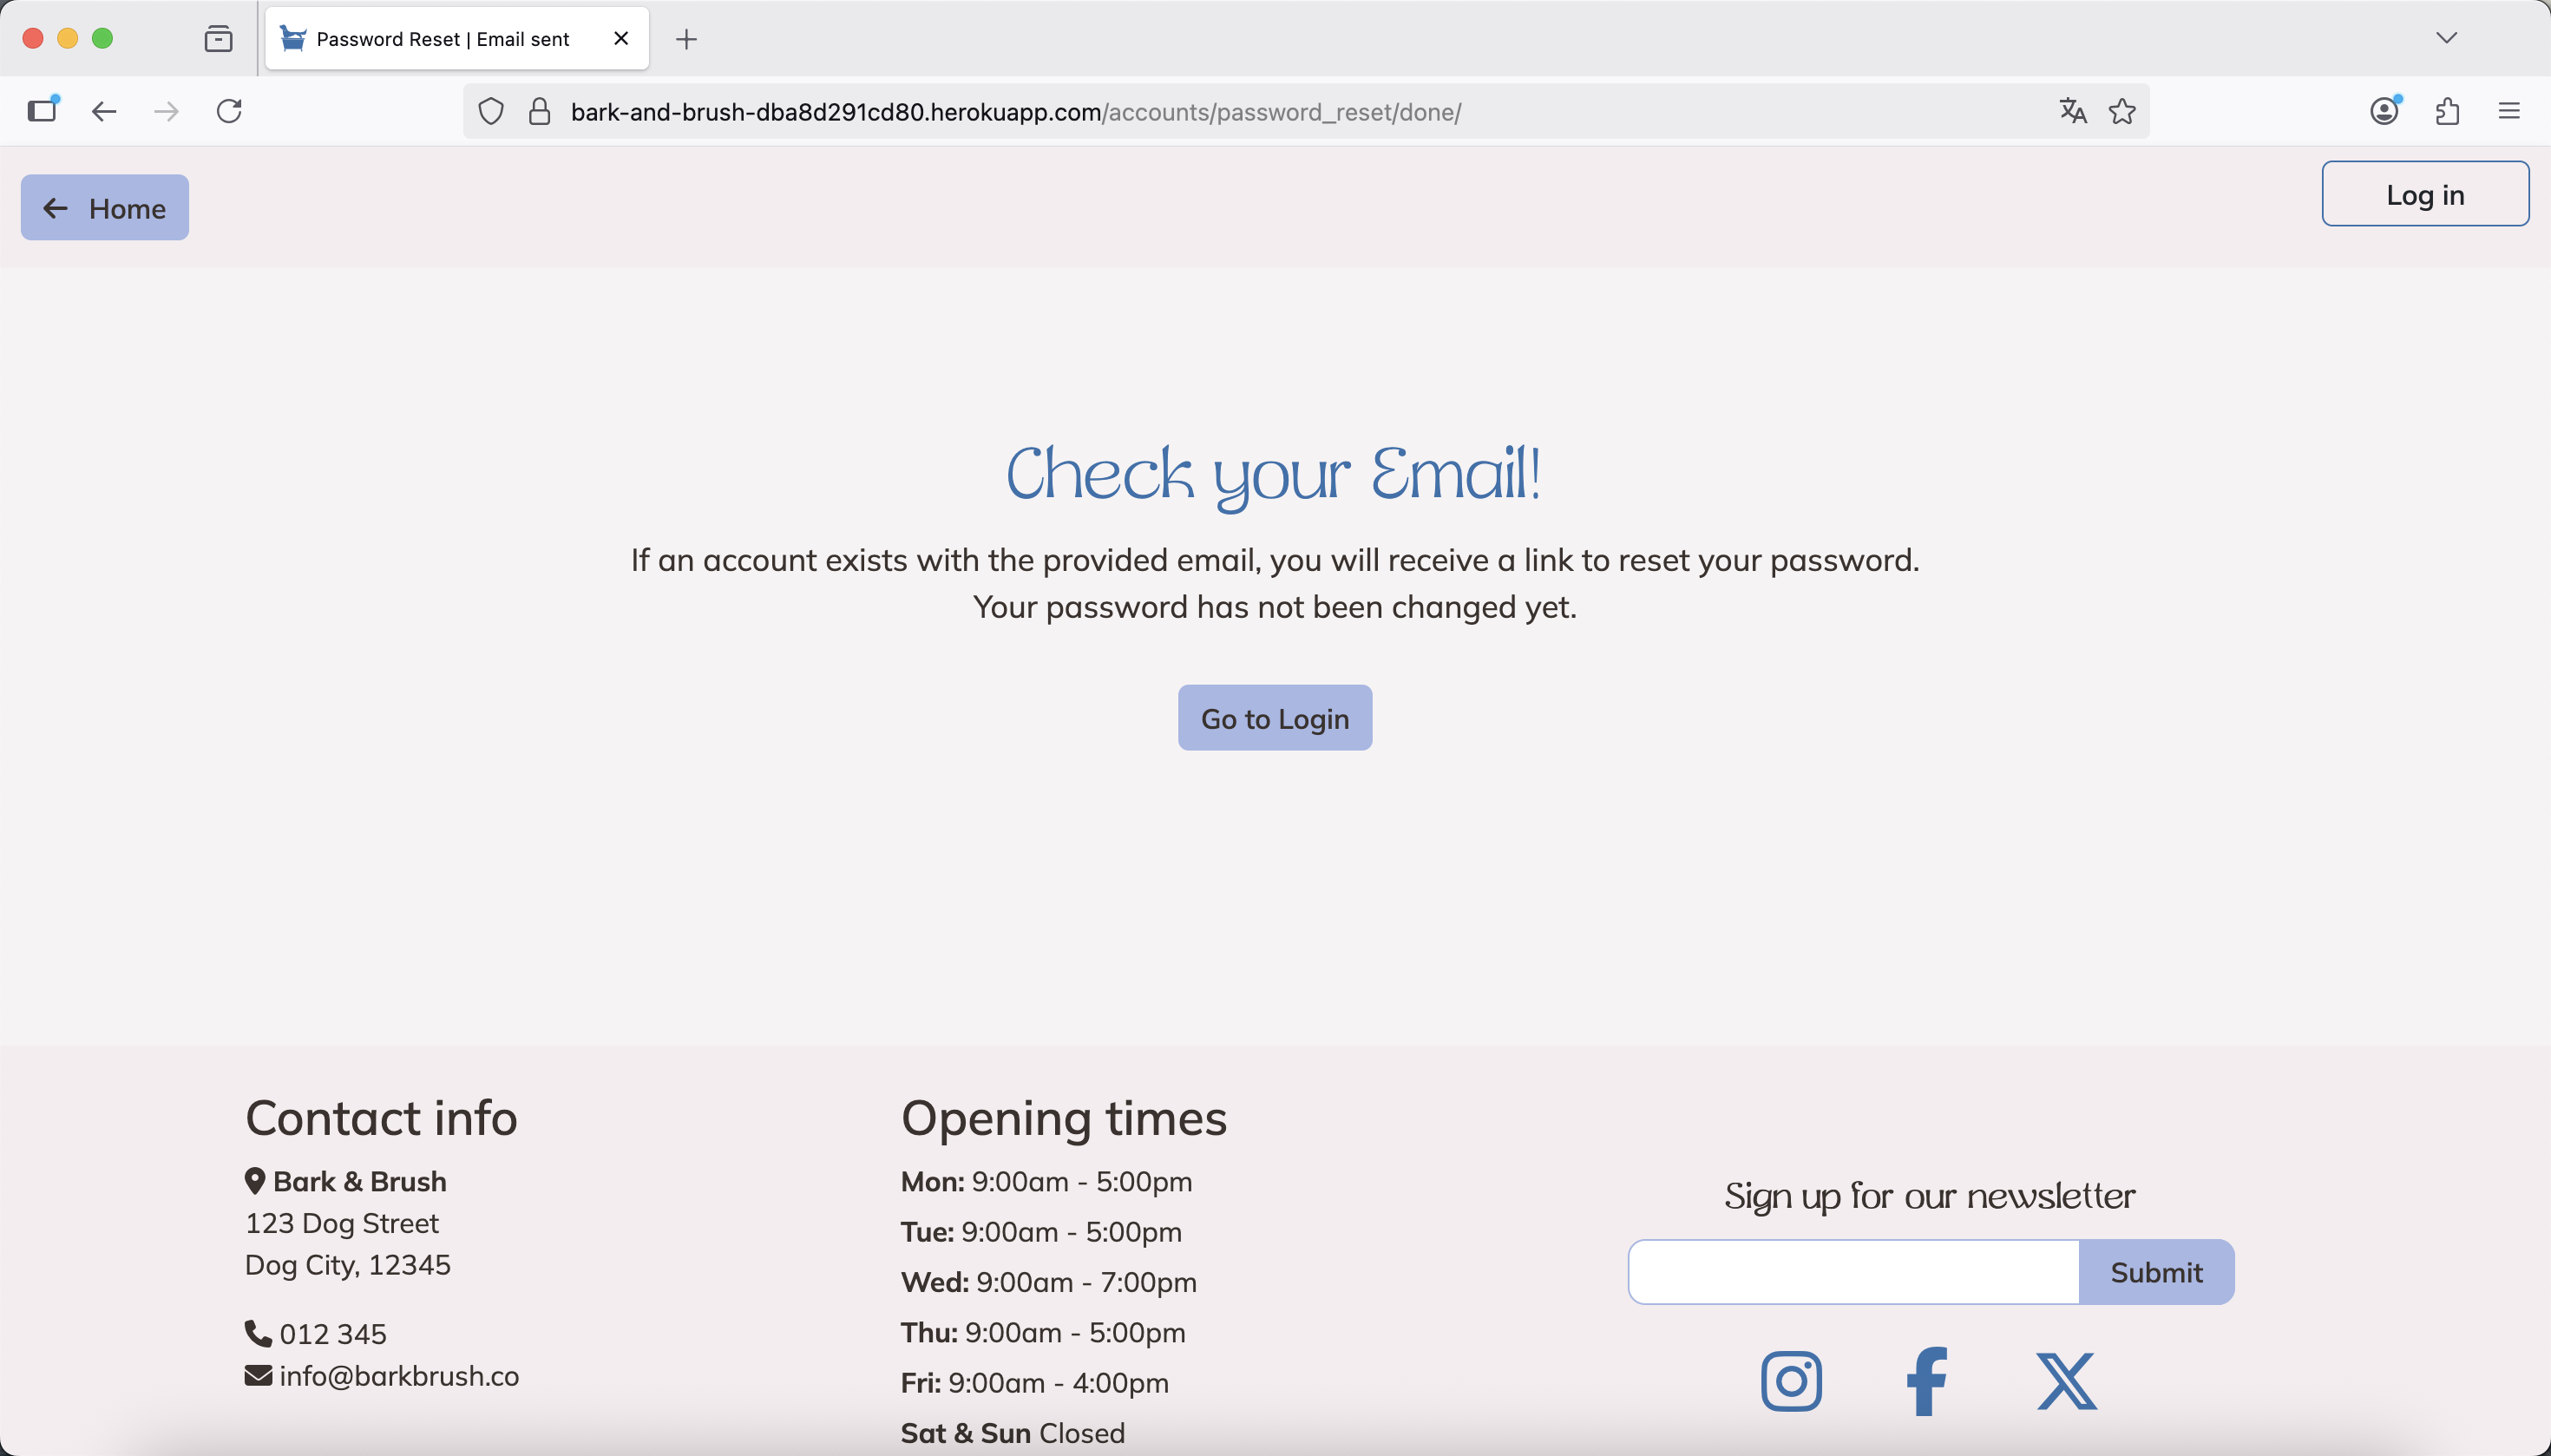 Password Reset | Email sent
bark-and-brush-dba8d291cd80.herokuapp.com/accounts/password_reset/done/
Home
Log in
Check your Email!
If an account exists with the provided email, you will receive a link to reset your password.
Your password has not been changed yet.
Go to Login
Contact info
Bark & Brush
123 Dog Street
Dog City, 12345
012 345
info@barkbrush.co
Opening times
Mon: 9:00am - 5:00pm
Tue: 9:00am - 5:00pm
Wed: 9:00am - 7:00pm
Thu: 9:00am - 5:00pm
Fri: 9:00am - 4:00pm
Sat & Sun Closed
Sign up for our newsletter
Submit